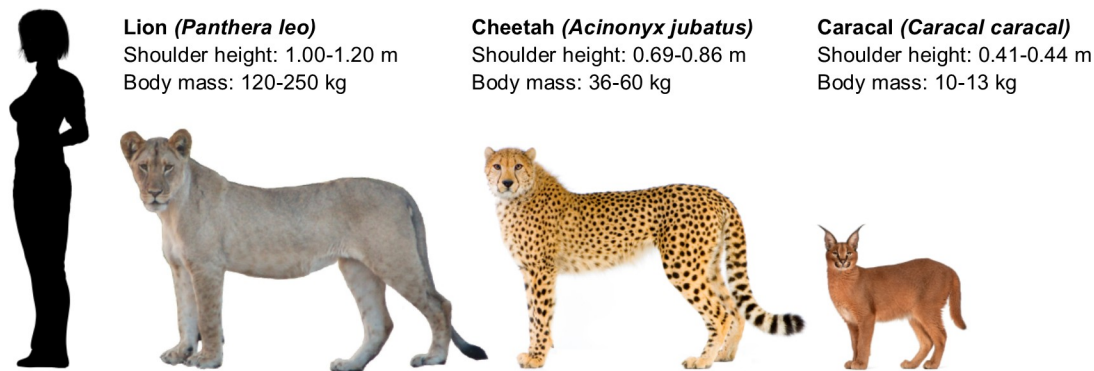 Lion (Panthera leo)
Shoulder height: 1.00-1.20 m
Body mass: 120-250 kg
Cheetah (Acinonyx jubatus)
Shoulder height: 0.69-0.86 m
Body mass: 36-60 kg
Caracal (Caracal caracal)
Shoulder height: 0.41-0.44 m
Body mass: 10-13 kg